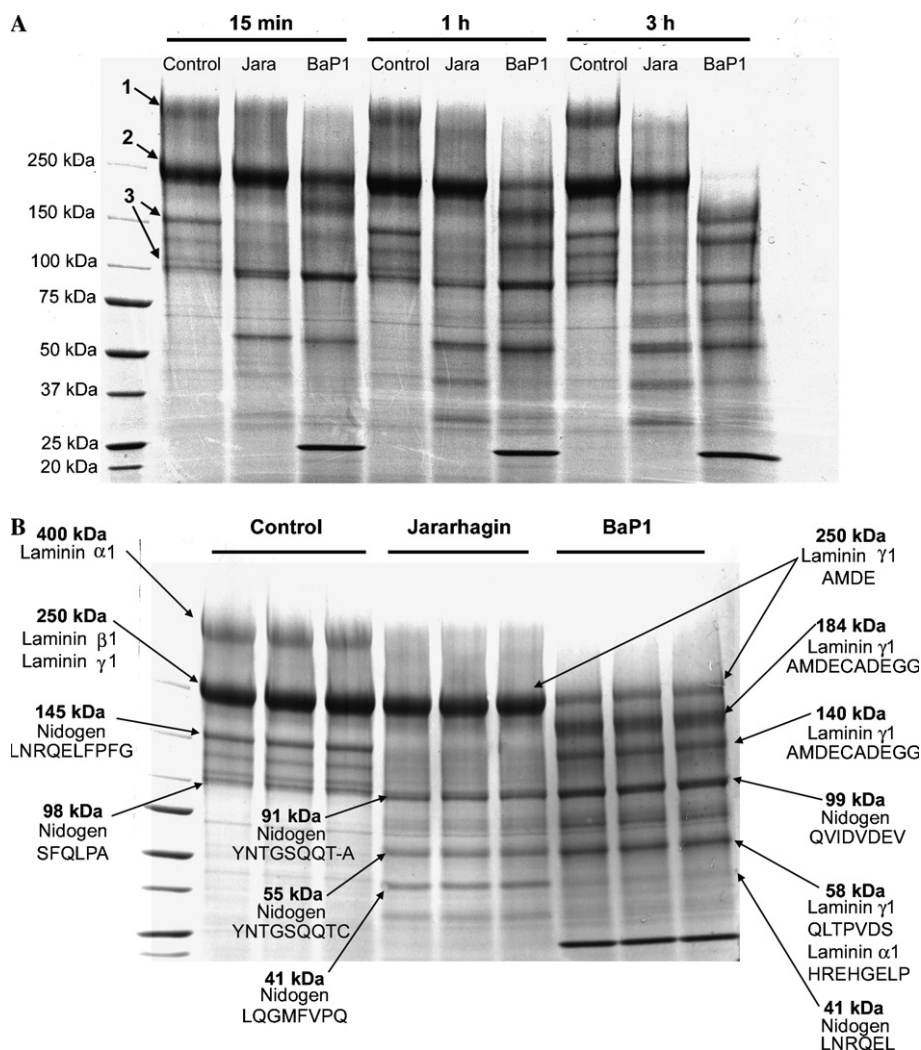 A
15 min
1 h
3 h
Control
Jara
BaP1
Control
Jara
BaP1
Control
Jara
BaP1
1
2
3
250 kDa
150 kDa
100 kDa
75 kDa
50 kDa
37 kDa
25 kDa
20 kDa
B
Control
Jararhagin
BaP1
400 kDa
Laminin α1
250 kDa
Laminin β1
Laminin γ1
145 kDa
Nidogen
LNRQELFPFG
98 kDa
Nidogen
SFQLPA
91 kDa
Nidogen
YNTGSQQT-A
55 kDa
Nidogen
YNTGSQQTC
41 kDa
Nidogen
LQGMFVPQ
250 kDa
Laminin γ1
AMDE
184 kDa
Laminin γ1
AMDECADEGG
140 kDa
Laminin γ1
AMDECADEGG
99 kDa
Nidogen
QVIDVDEV
58 kDa
Laminin γ1
QLTPVDS
Laminin α1
HREHGELP
41 kDa
Nidogen
LNRQEL